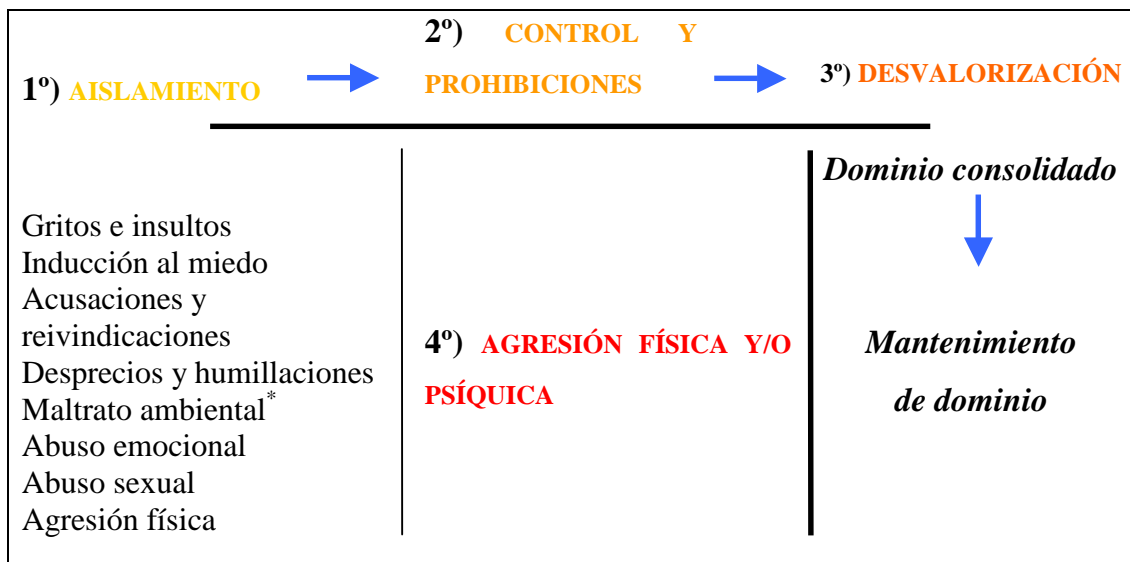 1º) AISLAMIENTO
2º) CONTROL Y
PROHIBICIONES
3º) DESVALORIZACIÓN
Gritos e insultos
Inducción al miedo
Acusaciones y
reivindicaciones
Desprecios y humillaciones
Maltrato ambiental*
Abuso emocional
Abuso sexual
Agresión física
4º) AGRESIÓN FÍSICA Y/O
PSÍQUICA
Dominio consolidado
Mantenimiento
de dominio